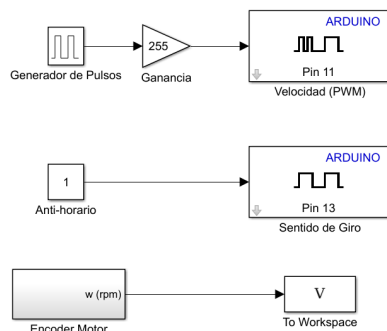 ARDUINO
255
Pin 11
Generador de Pulsos
Ganancia
Velocidad (PWM)
ARDUINO
1
Pin 13
Anti-horario
Sentido de Giro
w (rpm)
V
Encoder Motor
To Workspace